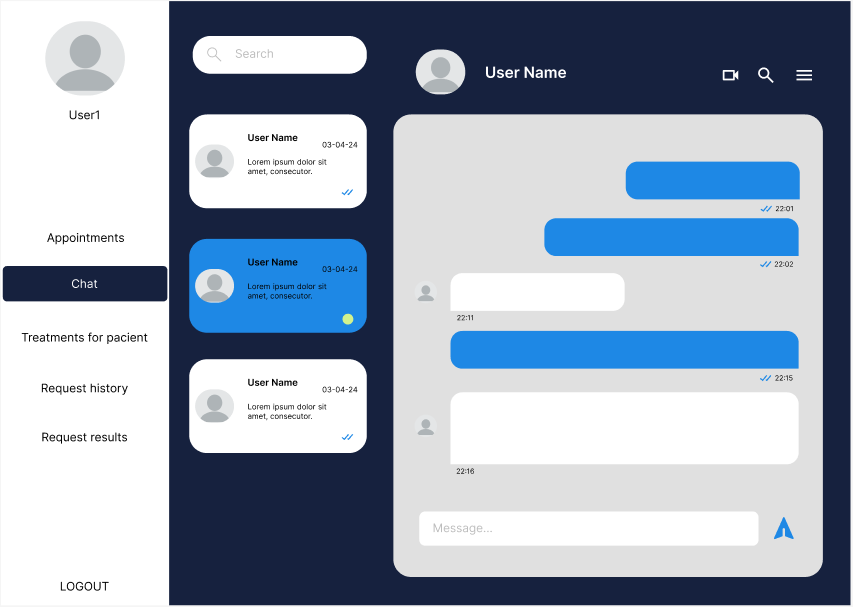 User1
Appointments
Chat
Treatments for pacient
Request history
Request results
LOGOUT
Search
User Name
03-04-24
Lorem ipsum dolor sit
amet, consecutor.
User Name
03-04-24
Lorem ipsum dolor sit
amet, consecutor.
User Name
03-04-24
Lorem ipsum dolor sit
amet, consecutor.
User Name
22:01
22:02
22:11
22:15
22:16
Message...